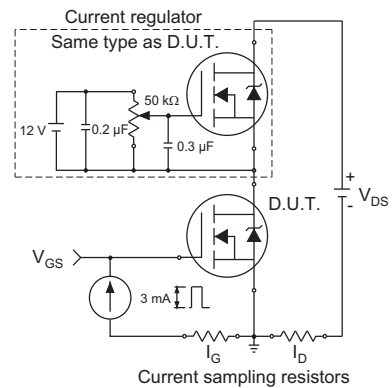 Current regulator
Same type as D.U.T.
50 kΩ
12 V
0.2 µF
0.3 µF
D.U.T.
+
V_DS
-
V_GS
3 mA
I_G
I_D
Current sampling resistors